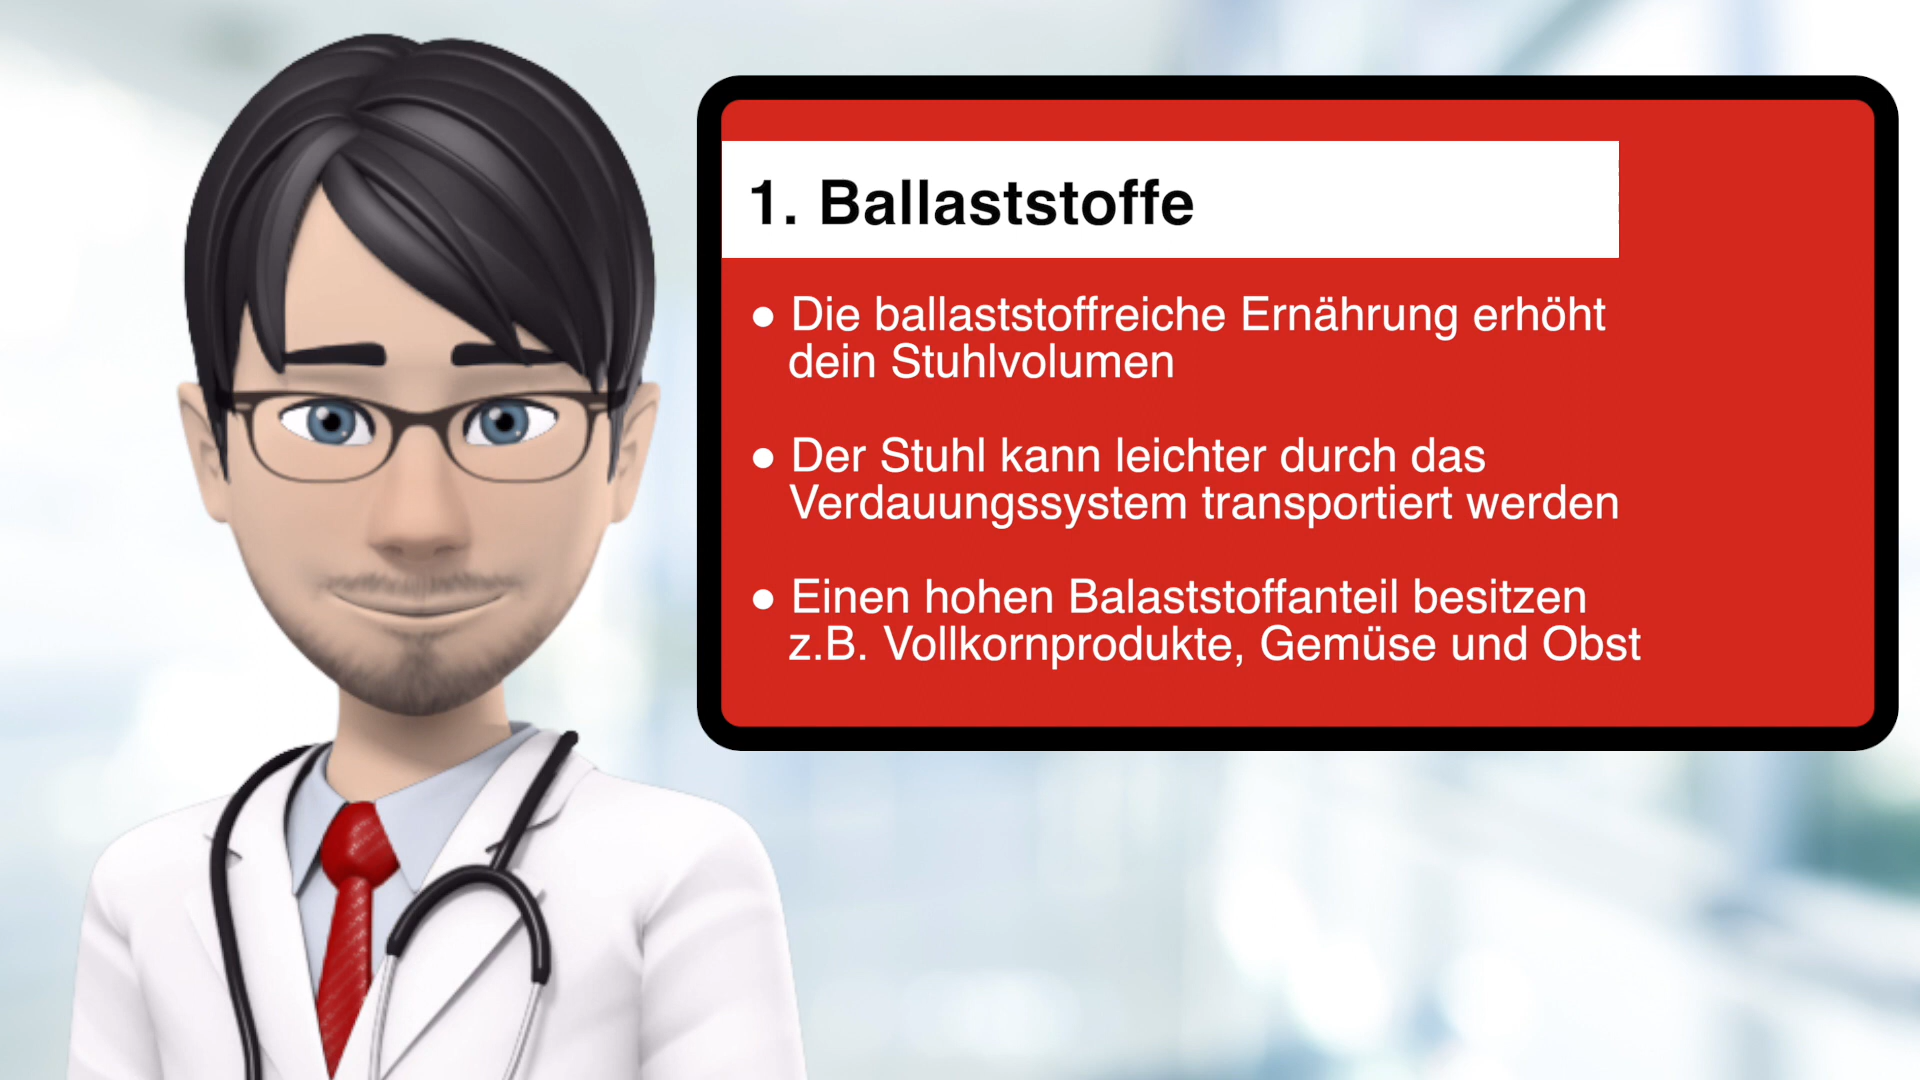 1. Ballaststoffe
● Die ballaststoffreiche Ernährung erhöht
dein Stuhlvolumen
● Der Stuhl kann leichter durch das
Verdauungssystem transportiert werden
● Einen hohen Balaststoffanteil besitzen
z.B. Vollkornprodukte, Gemüse und Obst